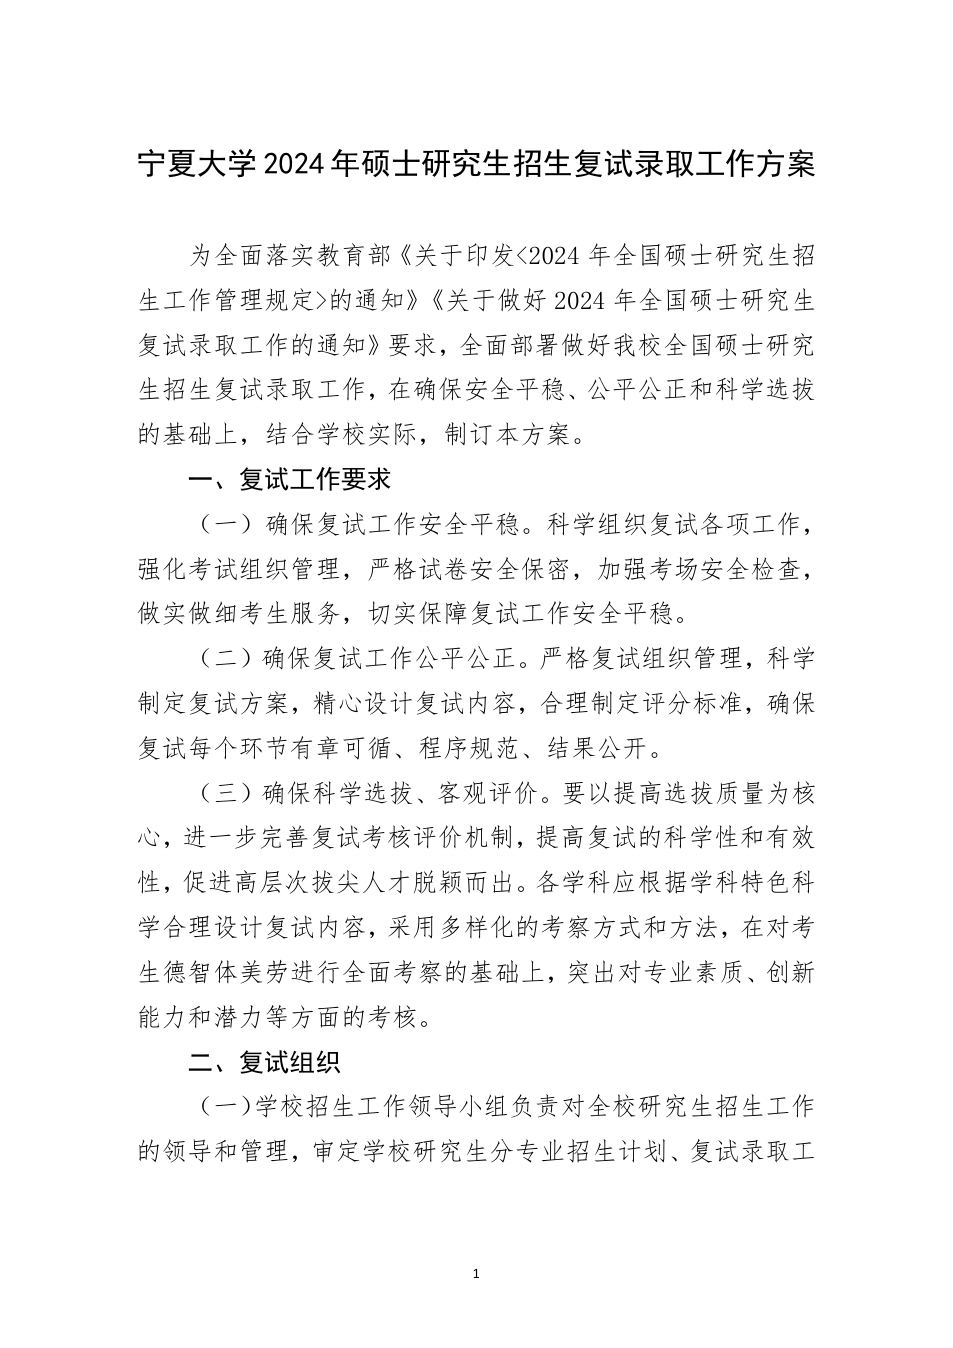 宁夏大学2024年硕士研究生招生复试录取工作方案
为全面落实教育部《关于印发<2024 年全国硕士研究生招
生工作管理规定>的通知》《关于做好 2024 年全国硕士研究生
复试录取工作的通知》要求，全面部署做好我校全国硕士研究
生招生复试录取工作，在确保安全平稳、公平公正和科学选拔
的基础上，结合学校实际，制订本方案。
一、复试工作要求
（一）确保复试工作安全平稳。科学组织复试各项工作，
强化考试组织管理，严格试卷安全保密，加强考场安全检查，
做实做细考生服务，切实保障复试工作安全平稳。
（二）确保复试工作公平公正。严格复试组织管理，科学
制定复试方案，精心设计复试内容，合理制定评分标准，确保
复试每个环节有章可循、程序规范、结果公开。
（三）确保科学选拔、客观评价。要以提高选拔质量为核
心，进一步完善复试考核评价机制，提高复试的科学性和有效
性，促进高层次拔尖人才脱颖而出。各学科应根据学科特色科
学合理设计复试内容，采用多样化的考察方式和方法，在对考
生德智体美劳进行全面考察的基础上，突出对专业素质、创新
能力和潜力等方面的考核。
二、复试组织
（一）学校招生工作领导小组负责对全校研究生招生工作
的领导和管理，审定学校研究生分专业招生计划、复试录取工
1